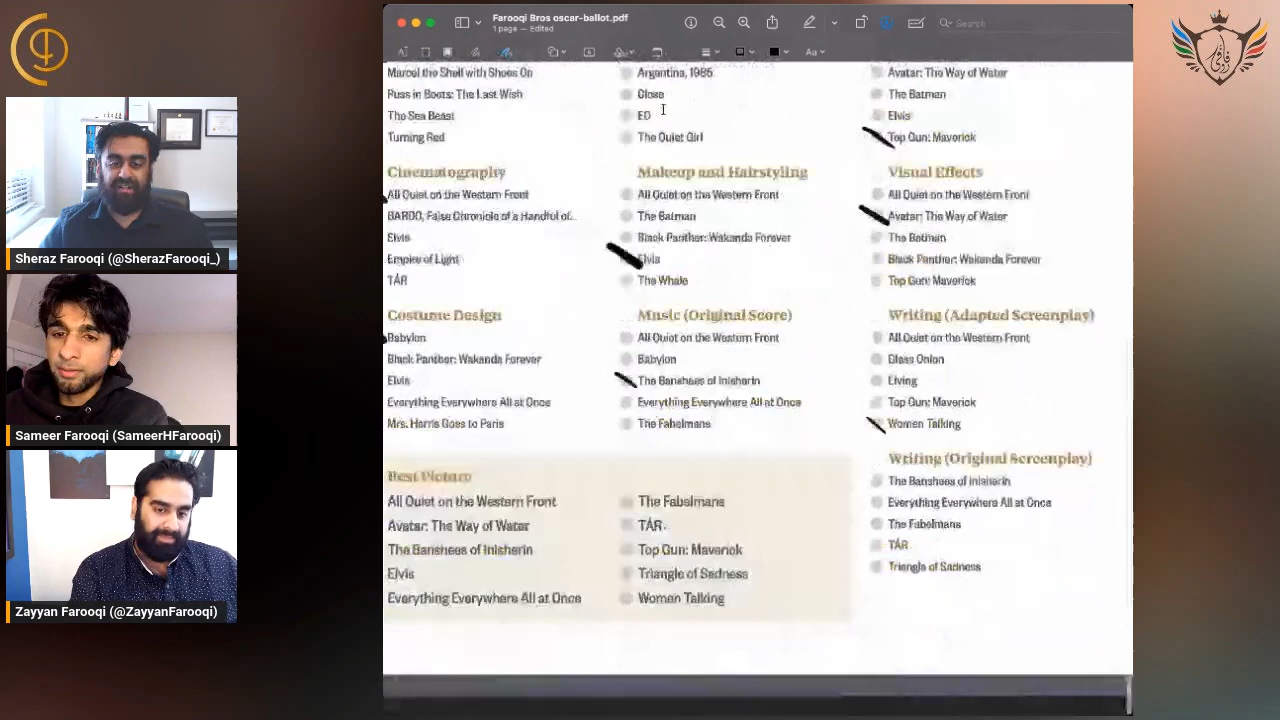 Farooqi Bros oscar-ballot.pdf
1 page — Edited
Search
Aa
Marcel the Shell with Shoes On
Puss in Boots: The Last Wish
The Sea Beast
Turning Red
Cinematography
All Quiet on the Western Front
BARDO, False Chronicle of a Handful of...
Elvis
Empire of Light
TÁR
Costume Design
Babylon
Black Panther: Wakanda Forever
Elvis
Everything Everywhere All at Once
Mrs. Harris Goes to Paris
Argentina, 1985
Close
EO
The Quiet Girl
Makeup and Hairstyling
All Quiet on the Western Front
The Batman
Black Panther: Wakanda Forever
Elvis
The Whale
Music (Original Score)
All Quiet on the Western Front
Babylon
The Banshees of Inisherin
Everything Everywhere All at Once
The Fabelmans
Avatar: The Way of Water
The Batman
Elvis
Top Gun: Maverick
Visual Effects
All Quiet on the Western Front
Avatar: The Way of Water
The Batman
Black Panther: Wakanda Forever
Top Gun: Maverick
Writing (Adapted Screenplay)
All Quiet on the Western Front
Glass Onion
Living
Top Gun: Maverick
Women Talking
Writing (Original Screenplay)
The Banshees of Inisherin
Everything Everywhere All at Once
The Fabelmans
TÁR
Triangle of Sadness
Best Picture
All Quiet on the Western Front
Avatar: The Way of Water
The Banshees of Inisherin
Elvis
Everything Everywhere All at Once
The Fabelmans
TÁR
Top Gun: Maverick
Triangle of Sadness
Women Talking
Sheraz Farooqi (@SherazFarooqi_)
Sameer Farooqi (SameerHFarooqi)
Zayyan Farooqi (@ZayyanFarooqi)